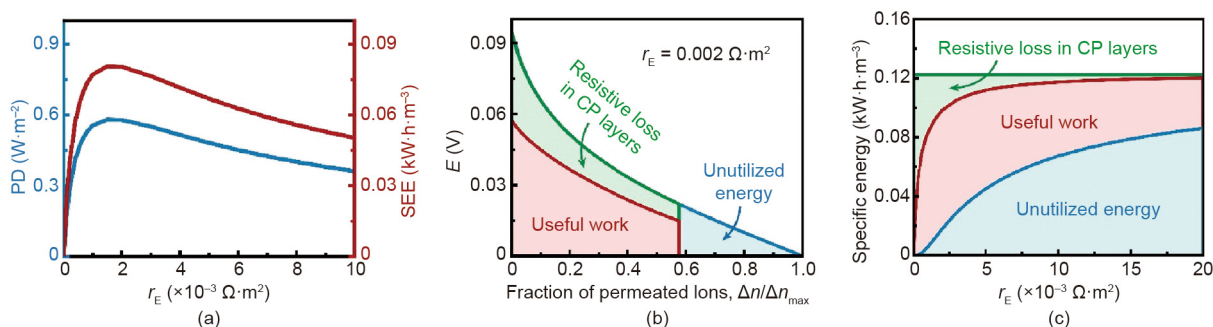 0.9
0.6
0.3
0
PD (W·m⁻²)
0.09
0.06
0.03
0
SEE (kW·h·m⁻³)
0 2 4 6 8 10
r_E (×10⁻³ Ω·m²)
(a)
0.09
0.06
0.03
0
E (V)
r_E = 0.002 Ω·m²
Resistive loss
in CP layers
Unutilized
energy
Useful work
0 0.2 0.4 0.6 0.8 1.0
Fraction of permeated Ions, Δn/Δn_max
(b)
0.16
0.12
0.08
0.04
0
Specific energy (kW·h·m⁻³)
Resistive loss in CP layers
Useful work
Unutilized energy
0 5 10 15 20
r_E (×10⁻³ Ω·m²)
(c)